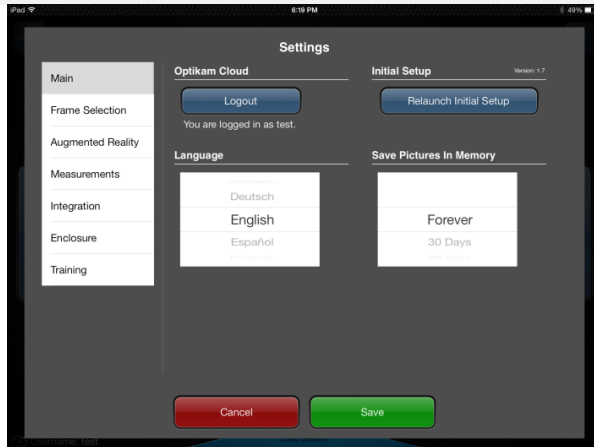 iPad 6:19 PM 49%
Settings
Main
Frame Selection
Augmented Reality
Measurements
Integration
Enclosure
Training
Optikam Cloud
Logout
You are logged in as test.
Initial Setup Version: 1.7
Relaunch Initial Setup
Language
Deutsch
English
Español
Save Pictures In Memory
Forever
30 Days
Cancel Save
Username: test